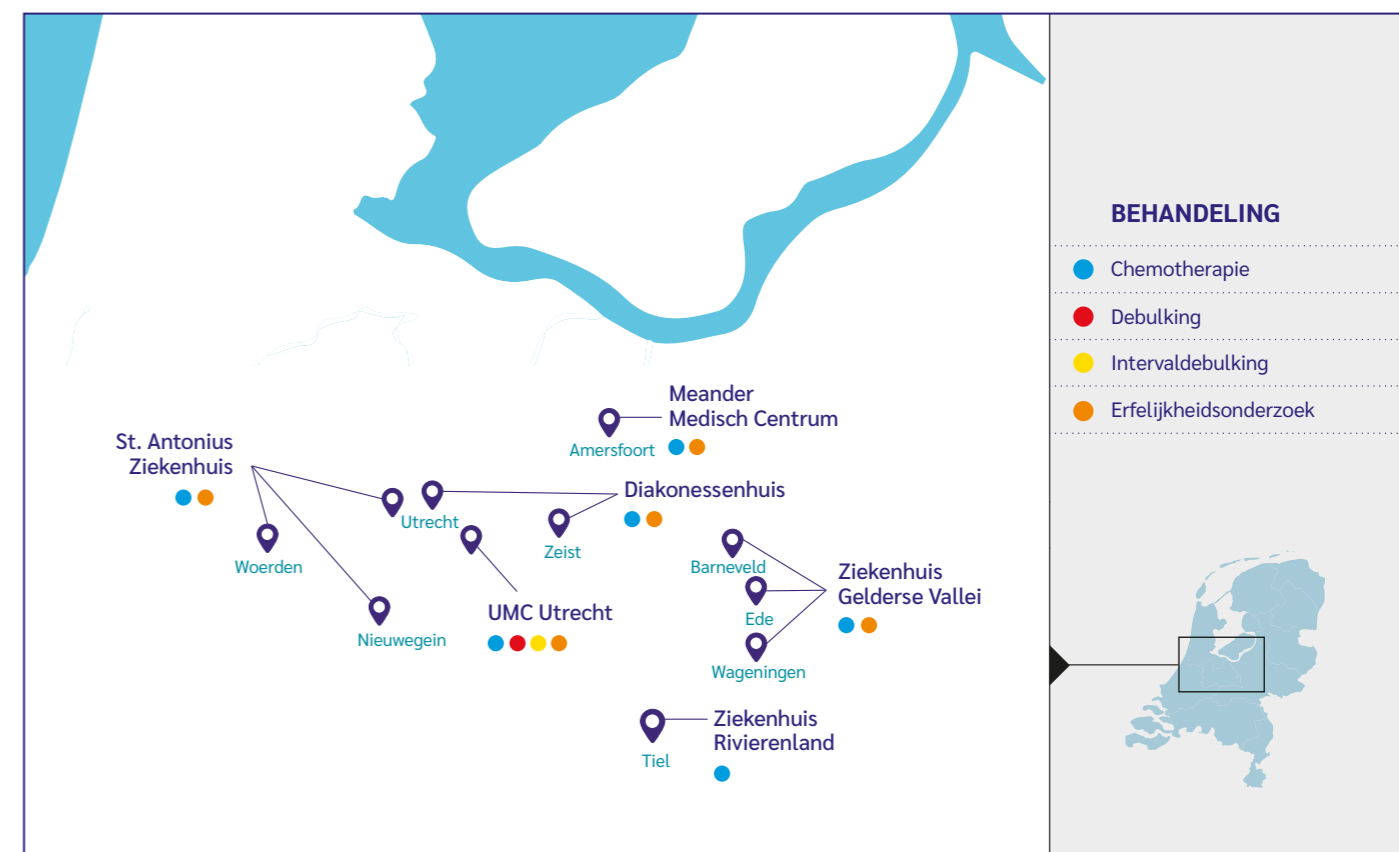 Meander
Medisch Centrum
Amersfoort
St. Antonius
Ziekenhuis
Diakonessenhuis
Utrecht
Zeist
Woerden
Barneveld
Ziekenhuis
Gelderse Vallei
Ede
UMC Utrecht
Nieuwegein
Wageningen
Ziekenhuis
Rivierenland
Tiel
BEHANDELING
Chemotherapie
Debulking
Intervaldebulking
Erfelijkheidsonderzoek